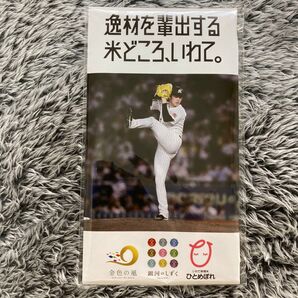 逸材を輩出する
米どころ、いわて。
金色の風
銀河のしずく
ひとめぼれ